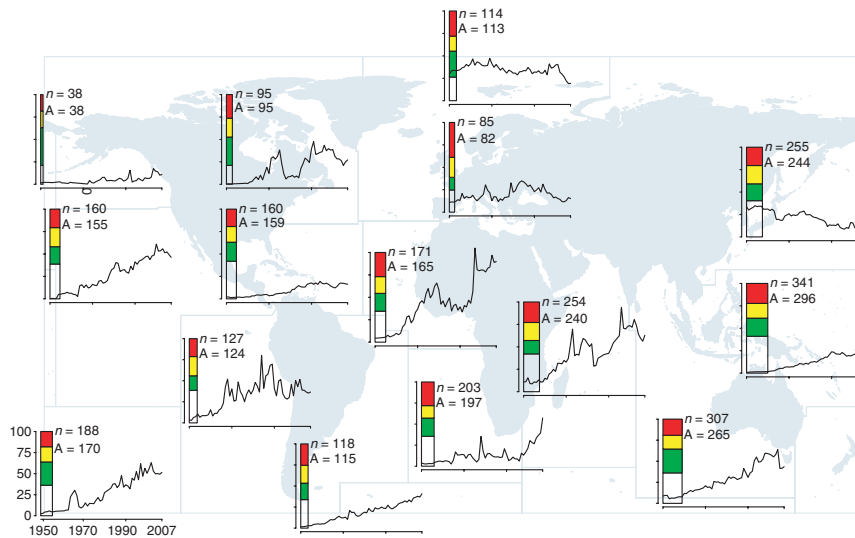 n = 114
A = 113
n = 38
A = 38
n = 95
A = 95
n = 85
A = 82
n = 255
A = 244
n = 160
A = 155
n = 160
A = 159
n = 171
A = 165
n = 254
A = 240
n = 341
A = 296
n = 127
A = 124
n = 203
A = 197
n = 307
A = 265
n = 188
A = 170
100
75
50
25
0
1950 1970 1990 2007
n = 118
A = 115